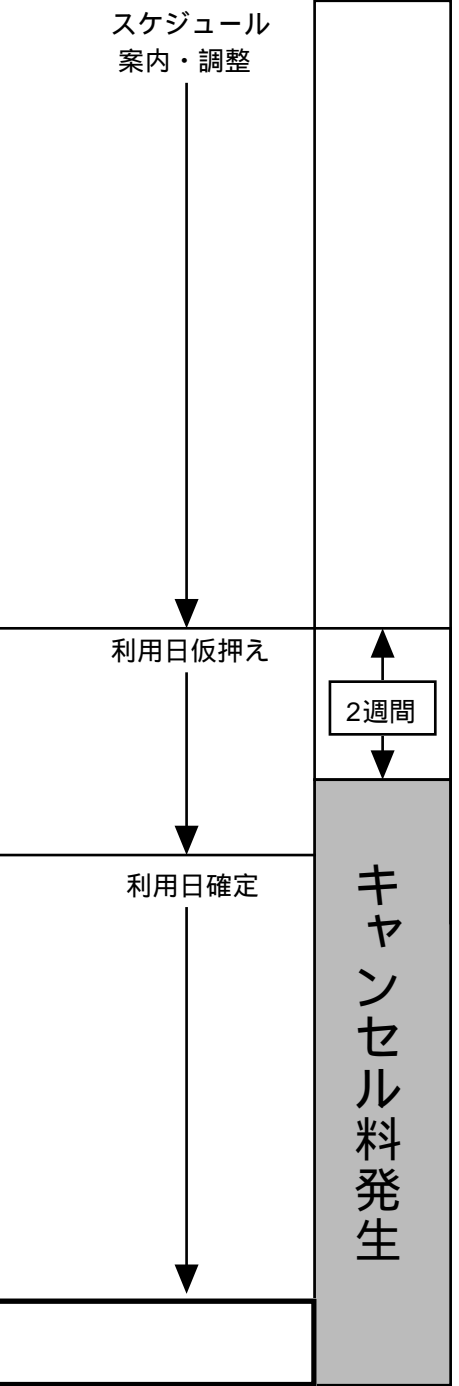 スケジュール
案内・調整
利用日仮押え
2週間
利用日確定
キャンセル料発生